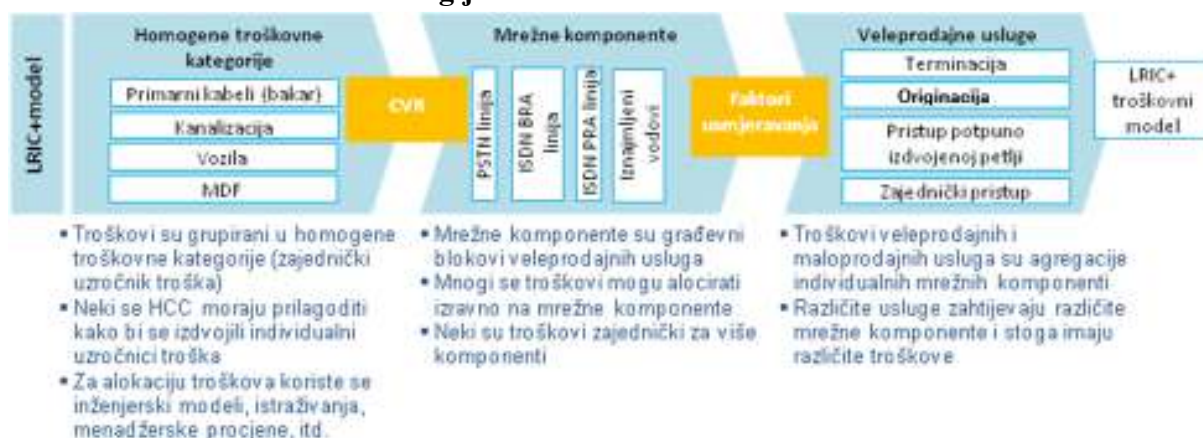 LRIC+model
Homogene troškovne
kategorije
Primarni kabeli (bakar)
Kanalizacija
Vozila
MDF
CVR
Mrežne komponente
PSTN linija
ISDN BRA
linija
ISDN PRA linija
Iznajmljeni
vodovi
faktori
usmjeravanja
Veleprodajne usluge
Terminacija
Originacija
Pristup potpuno
izdvojenoj petlji
Zajednički pristup
LRIC+
troškovni
model
▪ Troškovi su grupirani u homogene
troškovne kategorije (zajednički
uzročnik troška)
▪ Neki se HCC moraju prilagoditi
kako bi se izdvojili individualni
uzročnici troška
▪ Za alokaciju troškova koriste se
inženjerski modeli, istraživanja,
menadžerske procjene, itd.
▪ Mrežne komponente su građevni
blokovi veleprodajnih usluga
▪ Mnogi se troškovi mogu alocirati
izravno na mrežne komponente
▪ Neki su troškovi zajednički za više
komponenti
▪ Troškovi veleprodajnih i
maloprodajnih usluga su agregacije
individualnih mrežnih komponenti
▪ Različite usluge zahtijevaju različite
mrežne komponente i stoga imaju
različite troškove